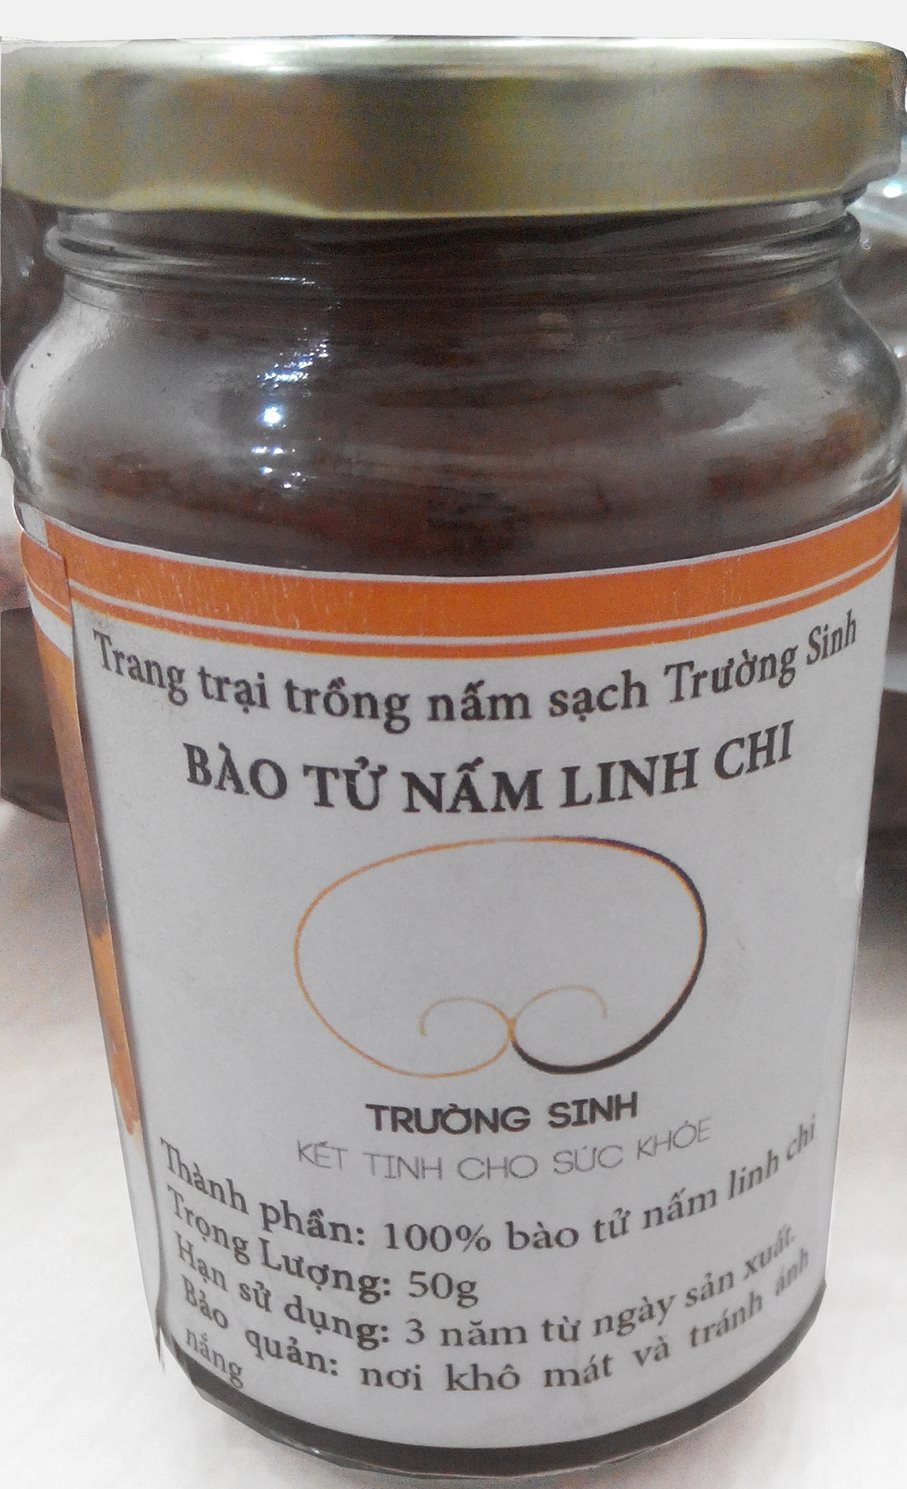 Trang trại trồng nấm sạch Trường Sinh
BÀO TỬ NẤM LINH CHI
TRƯỜNG SINH
KẾT TINH CHO SỨC KHỎE
Thành phần: 100% bào tử nấm linh chi
Trọng Lượng: 50g
Hạn sử dụng: 3 năm từ ngày sản xuất.
Bảo quản: nơi khô mát và tránh ánh
nắng